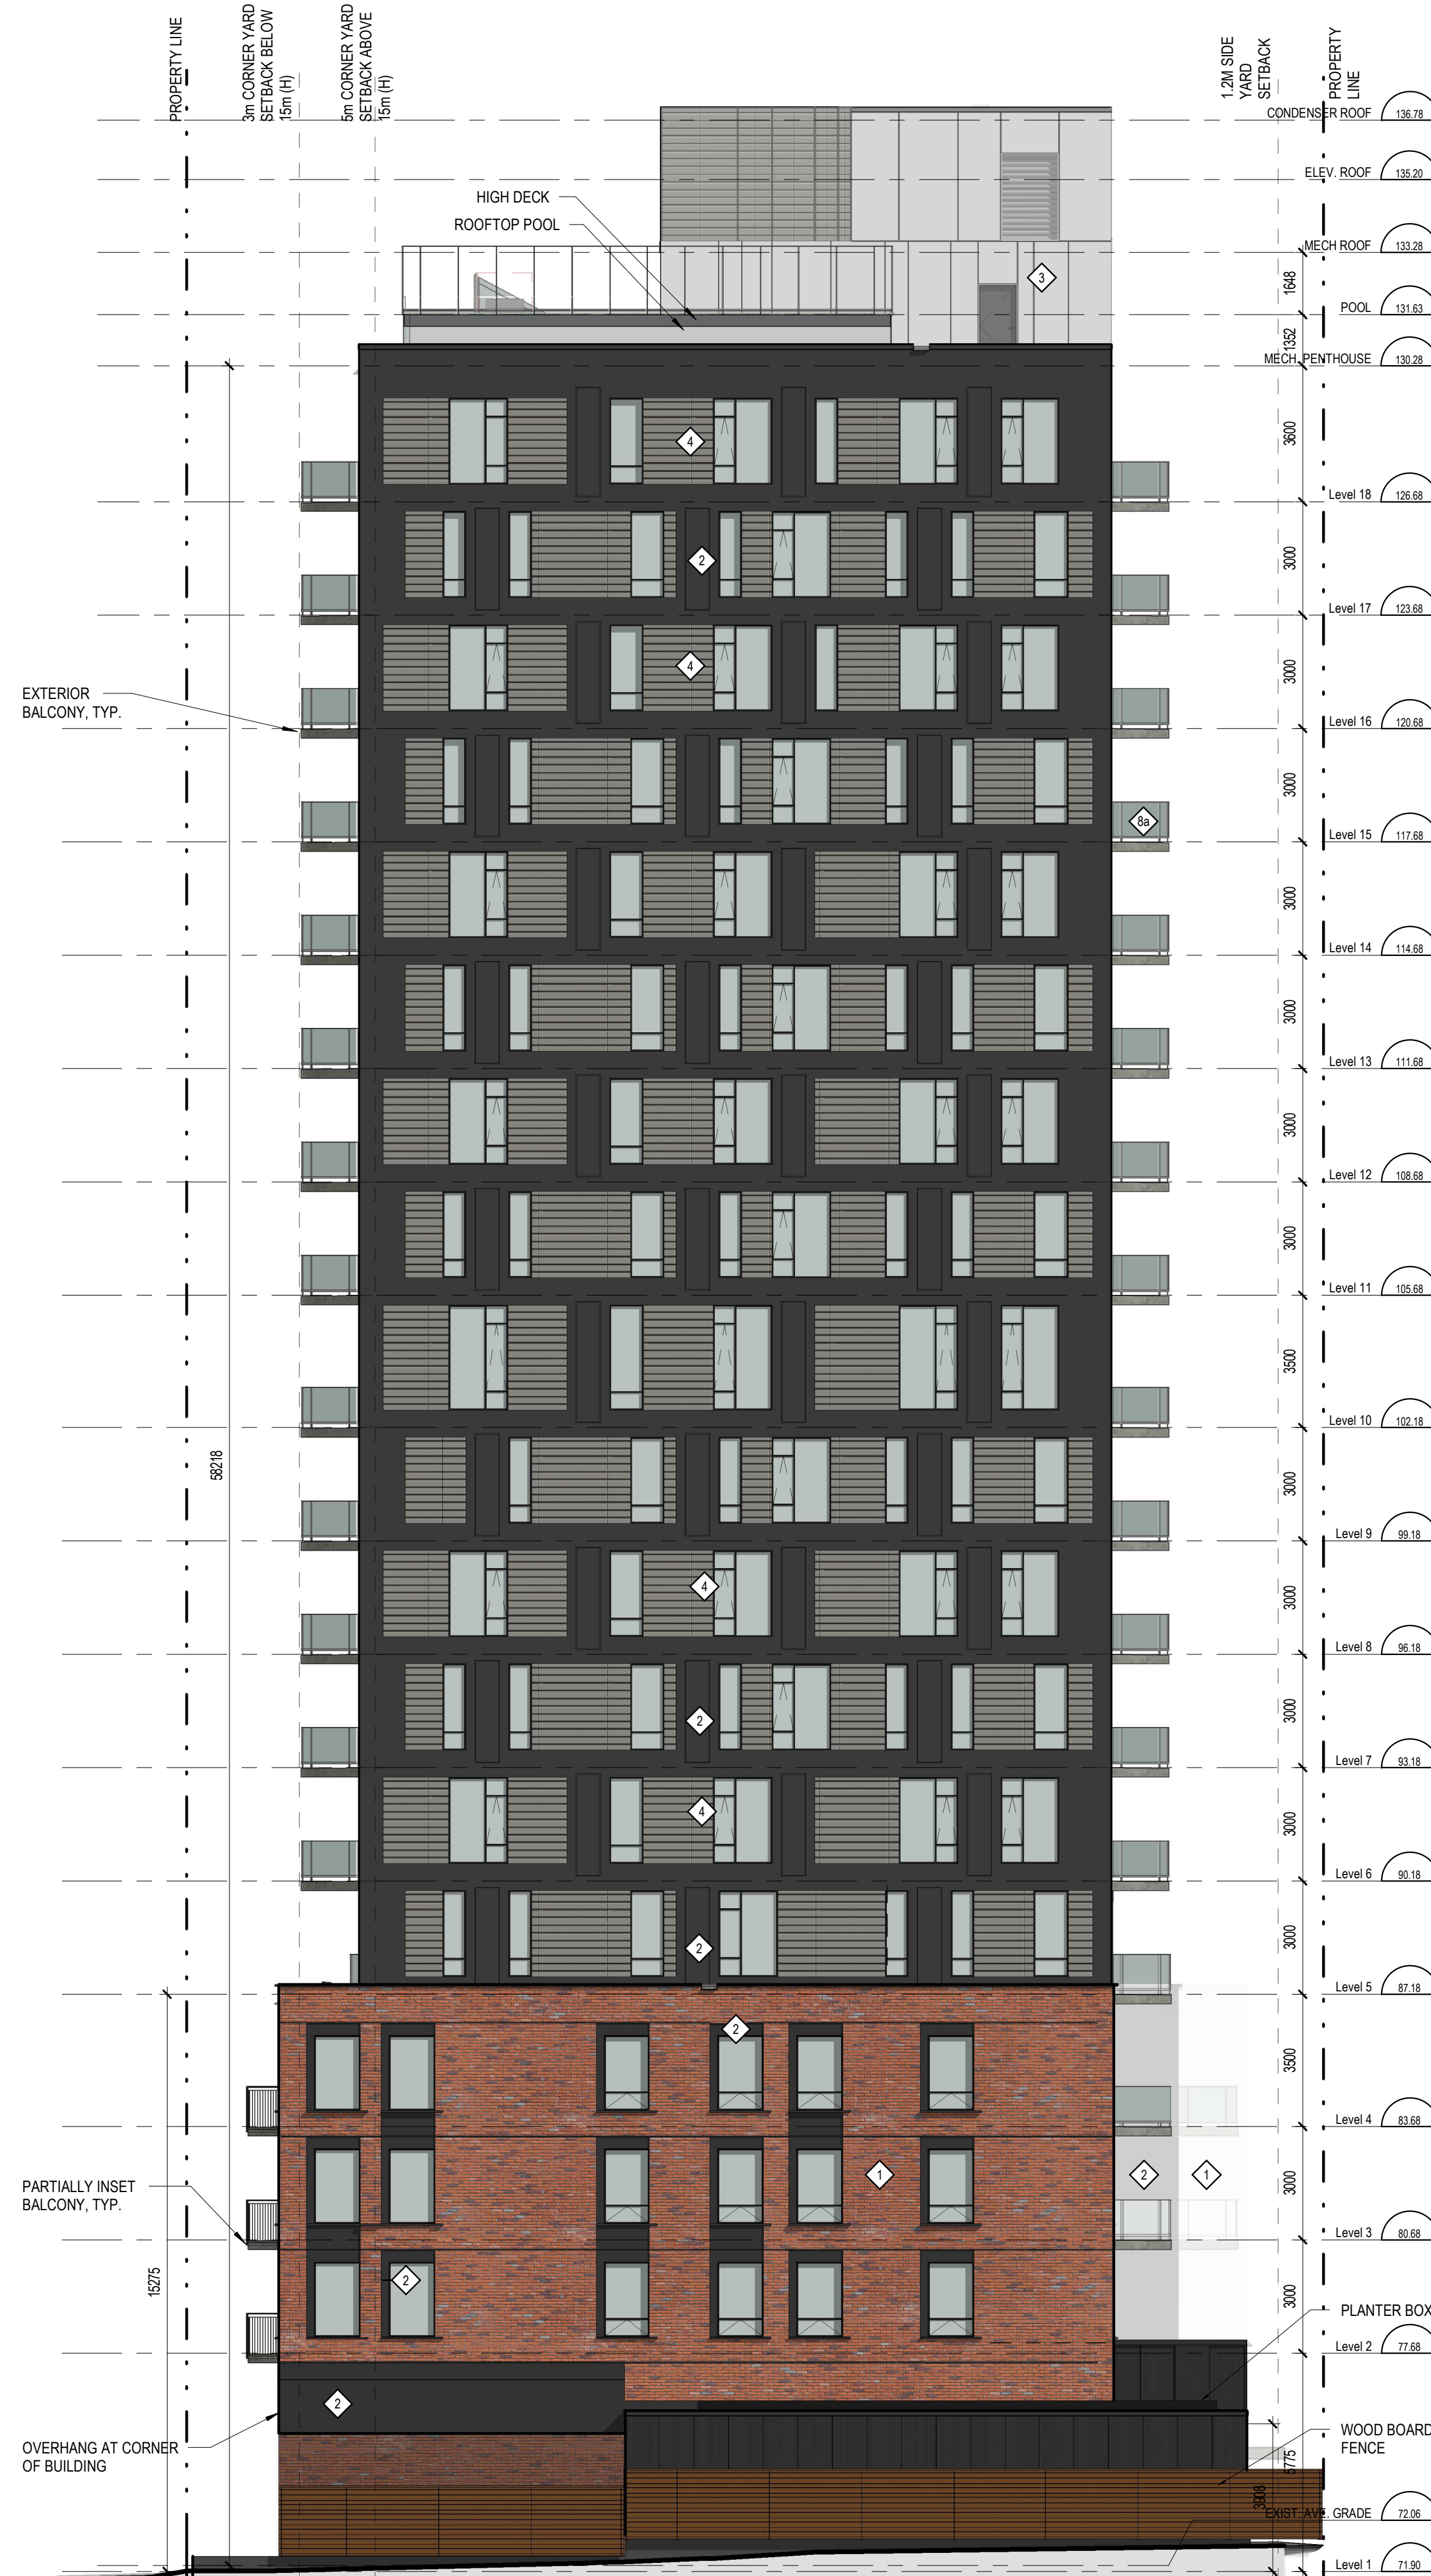 PROPERTY LINE
3m CORNER YARD
SETBACK BELOW
15m (H)
5m CORNER YARD
SETBACK ABOVE
15m (H)
1.2M SIDE
YARD
SETBACK
PROPERTY
LINE
CONDENSER ROOF 136.78
ELEV. ROOF 135.20
HIGH DECK
ROOFTOP POOL
MECH ROOF 133.28
3
1648
POOL 131.63
1352
MECH. PENTHOUSE 130.28
3600
4
Level 18 126.68
3000
2
Level 17 123.68
3000
4
EXTERIOR
BALCONY, TYP.
Level 16 120.68
3000
8a
Level 15 117.68
3000
Level 14 114.68
3000
Level 13 111.68
3000
Level 12 108.68
3000
Level 11 105.68
3500
Level 10 102.18
58218
3000
Level 9 99.18
3000
4
Level 8 96.18
3000
2
Level 7 93.18
3000
4
Level 6 90.18
3000
2
Level 5 87.18
2
3500
Level 4 83.68
1
2
1
3000
PARTIALLY INSET
BALCONY, TYP.
Level 3 80.68
15275
2
3000
PLANTER BOX
Level 2 77.68
2
OVERHANG AT CORNER
OF BUILDING
WOOD BOARD
FENCE
5775
3908
EXIST. AVE. GRADE 72.06
Level 1 71.90